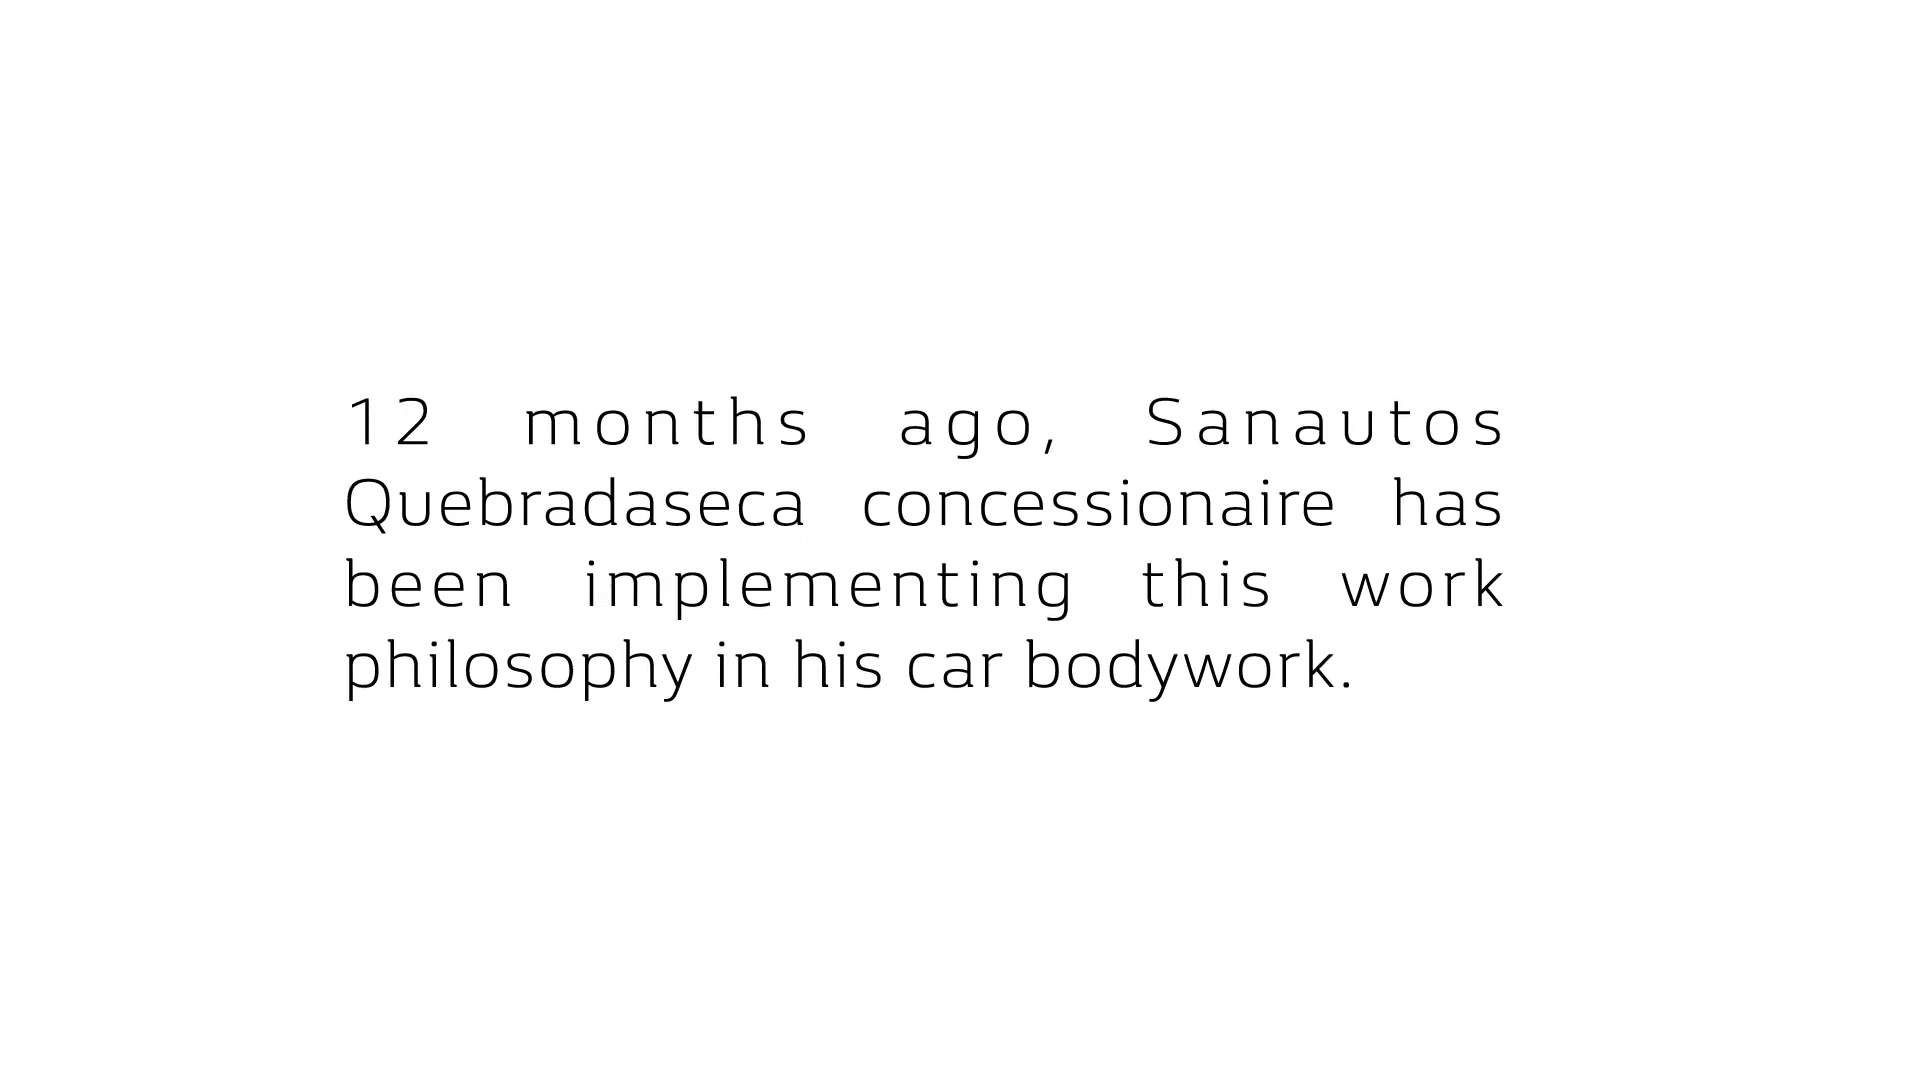 12 months ago, Sanautos
Quebradaseca concessionaire has
been implementing this work
philosophy in his car bodywork.